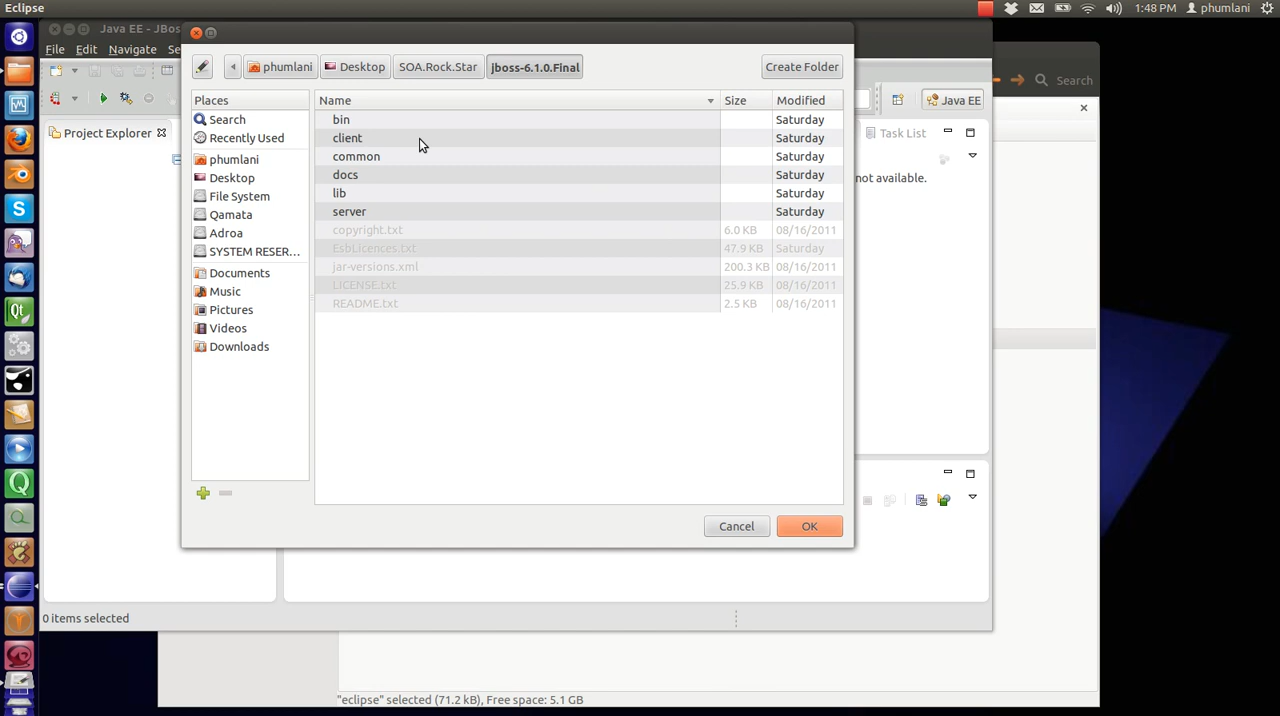 Eclipse
1:48 PM phumlani
Java EE - JBoss
File Edit Navigate Se
phumlani Desktop SOA.Rock.Star jboss-6.1.0.Final Create Folder
Search
Places Name Size Modified
Java EE
Search bin Saturday
Recently Used client Saturday
Project Explorer
Task List
common Saturday
phumlani
Desktop docs Saturday
not available.
File System lib Saturday
Qamata server Saturday
Adroa copyright.txt 6.0 KB 08/16/2011
SYSTEM RESER... EsbLicences.txt 47.9 KB Saturday
Documents jar-versions.xml 200.3 KB 08/16/2011
Music LICENSE.txt 25.9 KB 08/16/2011
Pictures README.txt 2.5 KB 08/16/2011
Videos
Downloads
Cancel OK
0 items selected
"eclipse" selected (71.2 kB), Free space: 5.1 GB